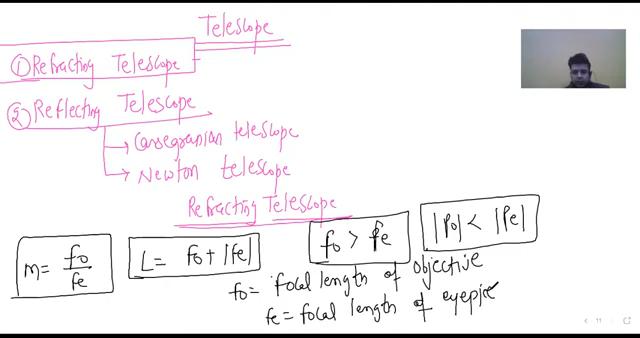 Telescope
① Refracting Telescope
② Reflecting Telescope
→ Cassegranian telescope
→ Newton telescope
Refracting Telescope
m = fo/fe
L = fo + |fe|
fo > fe
|Po| < |Pe|
fo = focal length of objective
fe = focal length of eyepiece